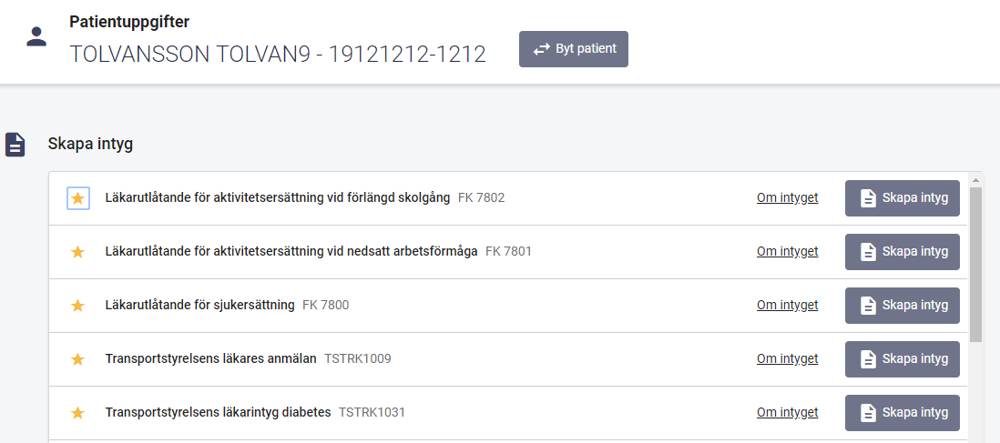 Patientuppgifter
TOLVANSSON TOLVAN9 - 19121212-1212
Byt patient
Skapa intyg
Läkarutlåtande för aktivitetsersättning vid förlängd skolgång FK 7802 Om intyget Skapa intyg
Läkarutlåtande för aktivitetsersättning vid nedsatt arbetsförmåga FK 7801 Om intyget Skapa intyg
Läkarutlåtande för sjukersättning FK 7800 Om intyget Skapa intyg
Transportstyrelsens läkares anmälan TSTRK1009 Om intyget Skapa intyg
Transportstyrelsens läkarintyg diabetes TSTRK1031 Om intyget Skapa intyg